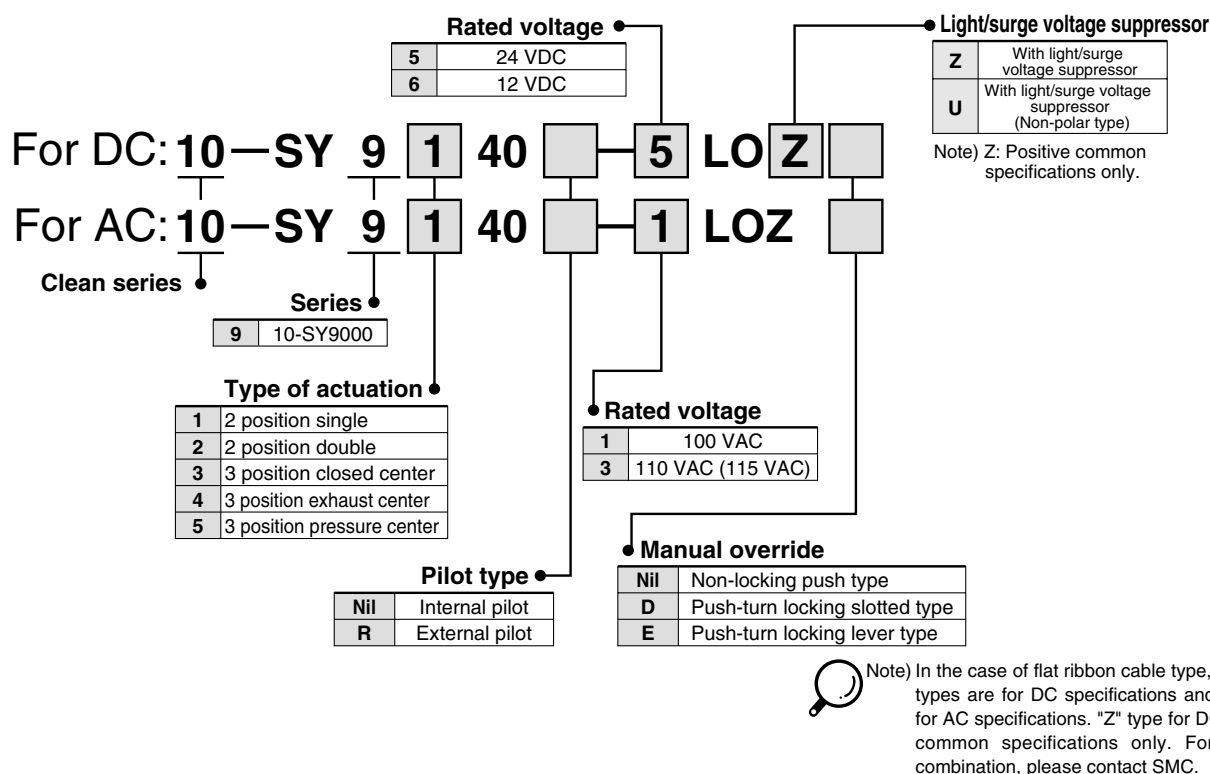 Rated voltage
5 24 VDC
6 12 VDC
Light/surge voltage suppressor
Z With light/surge
voltage suppressor
U With light/surge voltage
suppressor
(Non-polar type)
Note) Z: Positive common
specifications only.
For DC: 10—SY 9 1 40 — 5 LO Z
For AC: 10—SY 9 1 40 — 1 LOZ
Clean series
Series
9 10-SY9000
Type of actuation
1 2 position single
2 2 position double
3 3 position closed center
4 3 position exhaust center
5 3 position pressure center
Rated voltage
1 100 VAC
3 110 VAC (115 VAC)
Pilot type
Nil Internal pilot
R External pilot
Manual override
Nil Non-locking push type
D Push-turn locking slotted type
E Push-turn locking lever type
Note) In the case of flat ribbon cable type,
types are for DC specifications and
for AC specifications. "Z" type for
common specifications only. For
combination, please contact SMC.